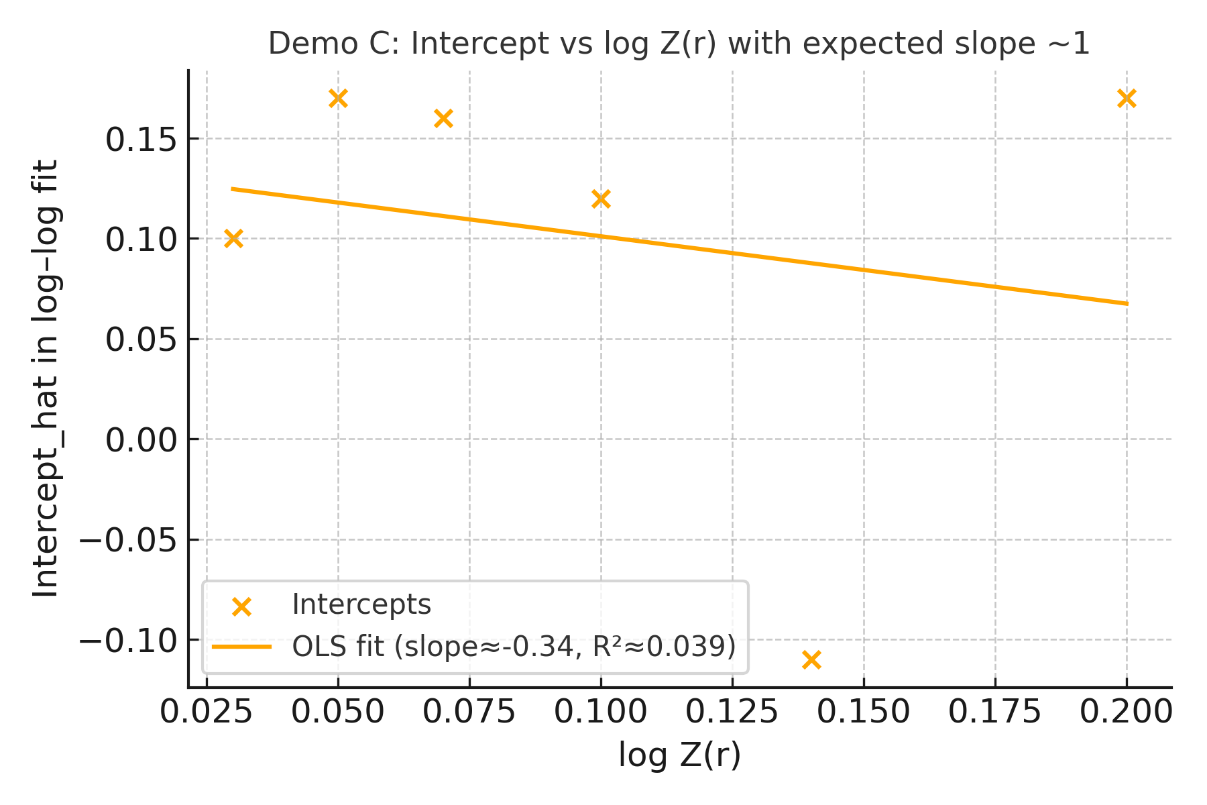 Demo C: Intercept vs log Z(r) with expected slope ~1
Intercept_hat in log–log fit
0.15
0.10
0.05
0.00
−0.05
−0.10
Intercepts
OLS fit (slope≈-0.34, R²≈0.039)
0.025 0.050 0.075 0.100 0.125 0.150 0.175 0.200
log Z(r)